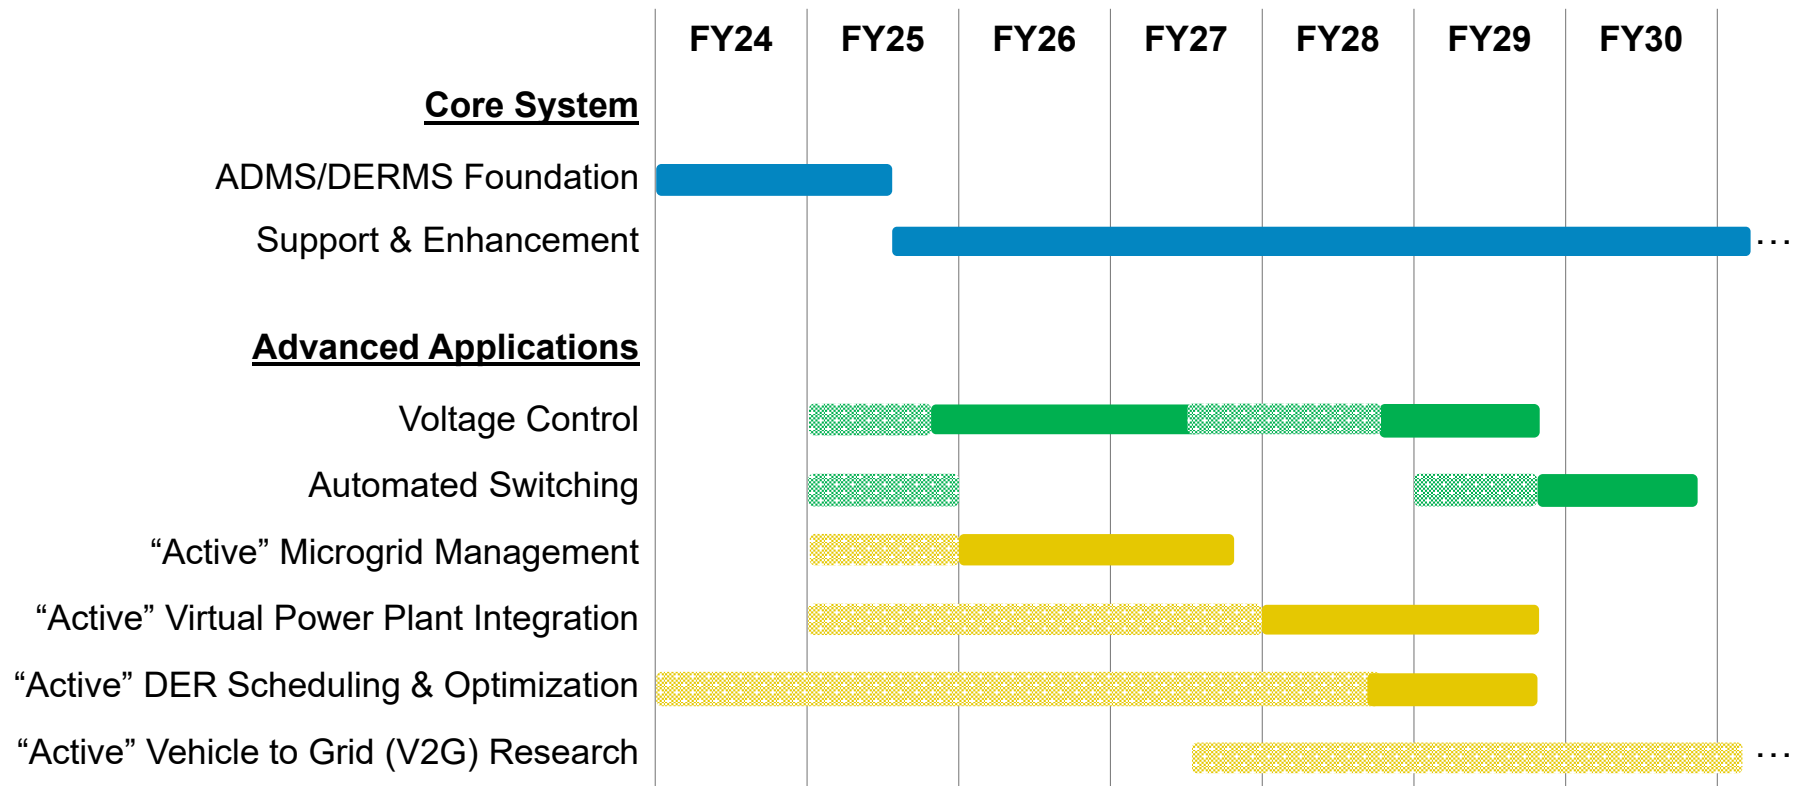 FY24 FY25 FY26 FY27 FY28 FY29 FY30
Core System
ADMS/DERMS Foundation
Support & Enhancement
...
Advanced Applications
Voltage Control
Automated Switching
“Active” Microgrid Management
“Active” Virtual Power Plant Integration
“Active” DER Scheduling & Optimization
“Active” Vehicle to Grid (V2G) Research
...